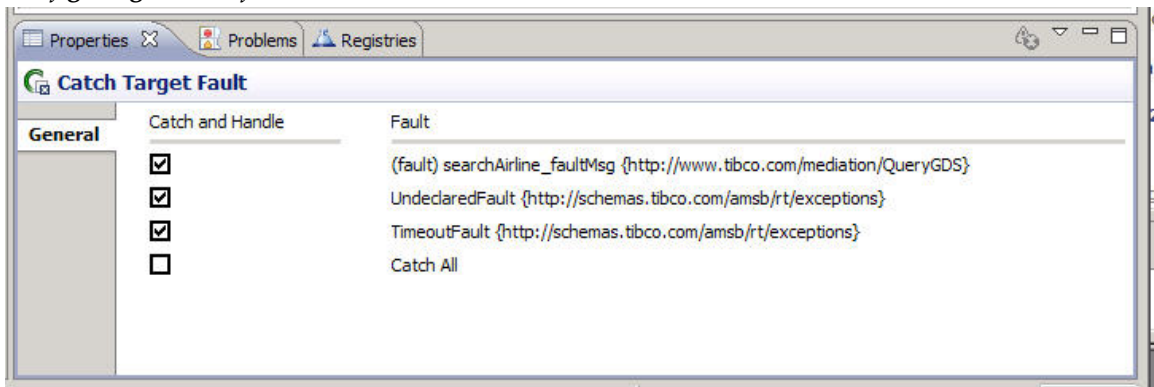 Properties Problems Registries
Catch Target Fault
General
Catch and Handle Fault
(fault) searchAirline_faultMsg {http://www.tibco.com/mediation/QueryGDS}
UndeclaredFault {http://schemas.tibco.com/amsb/rt/exceptions}
TimeoutFault {http://schemas.tibco.com/amsb/rt/exceptions}
Catch All